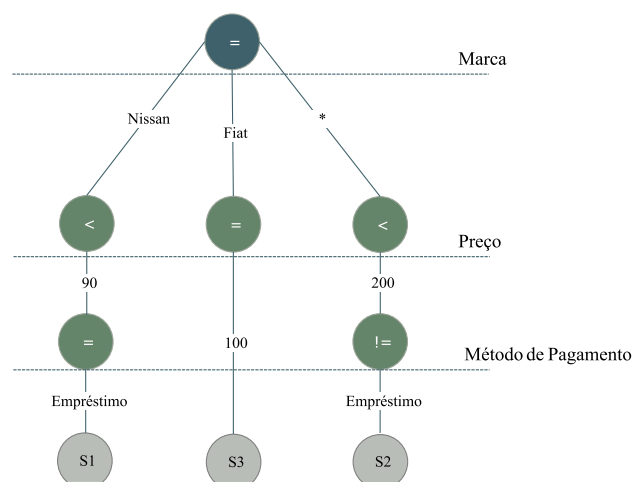 =
Marca
Nissan
Fiat
*
<
=
<
Preço
90
200
=
100
!=
Método de Pagamento
Empréstimo
Empréstimo
S1
S3
S2